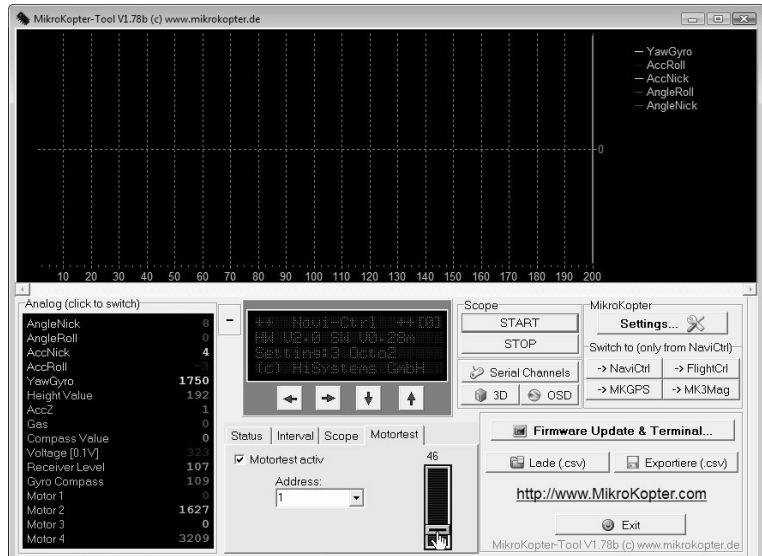 MikroKopter-Tool V1.78b (c) www.mikrokopter.de
YawGyro
AccRoll
AccNick
AngleRoll
AngleNick
0
10 20 30 40 50 60 70 80 90 100 110 120 130 140 150 160 170 180 190 200
Analog (click to switch)
AngleNick 8
AngleRoll 0
AccNick 4
AccRoll -3
YawGyro 1750
Height Value 192
AccZ 1
Gas 0
Compass Value 0
Voltage [0.1V] 323
Receiver Level 107
Gyro Compass 109
Motor 1 0
Motor 2 1627
Motor 3 0
Motor 4 3209
-
++ Navi-Ctrl ++[0]
HW V2.0 SW V0.28m
Setting:3 Octo2
(c) HiSystems GmbH
Scope
START
STOP
Serial Channels
3D
OSD
MikroKopter
Settings...
Switch to (only from NaviCtrl)
-> NaviCtrl
-> FlightCrl
-> MKGPS
-> MK3Mag
Status Interval Scope Motortest
Motortest activ
46
Address:
1
Firmware Update & Terminal...
Lade (.csv)
Exportiere (.csv)
http://www.MikroKopter.com
Exit
MikroKopter-Tool V1.78b (c) www.mikrokopter.de